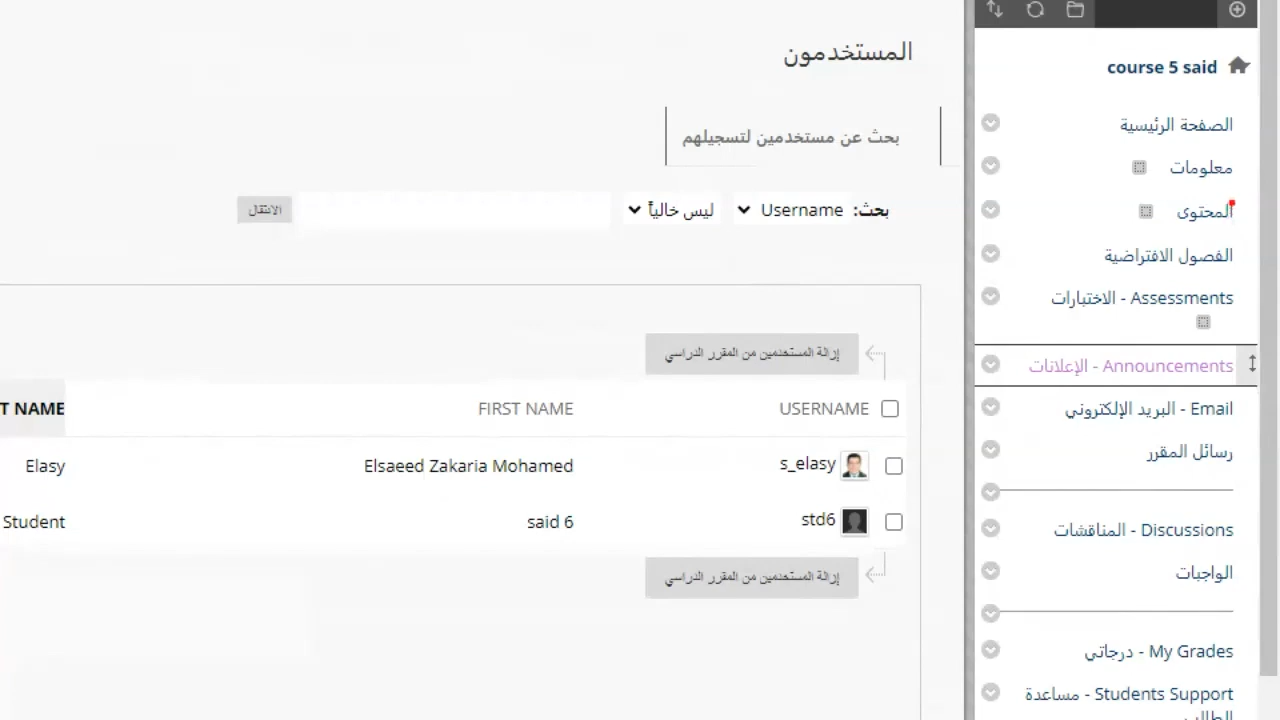 المستخدمون
بحث عن مستخدمين لتسجيلهم
بحث: Username ليس خالياً الانتقال
إزالة المستخدمين من المقرر الدراسي
USERNAME FIRST NAME T NAME
s_elasy Elsaeed Zakaria Mohamed Elasy
std6 said 6 Student
إزالة المستخدمين من المقرر الدراسي
course 5 said
الصفحة الرئيسية
معلومات
المحتوى
الفصول الافتراضية
Assessments - الاختبارات
Announcements - الإعلانات
Email - البريد الإلكتروني
رسائل المقرر
Discussions - المناقشات
الواجبات
My Grades - درجاتي
Students Support - مساعدة